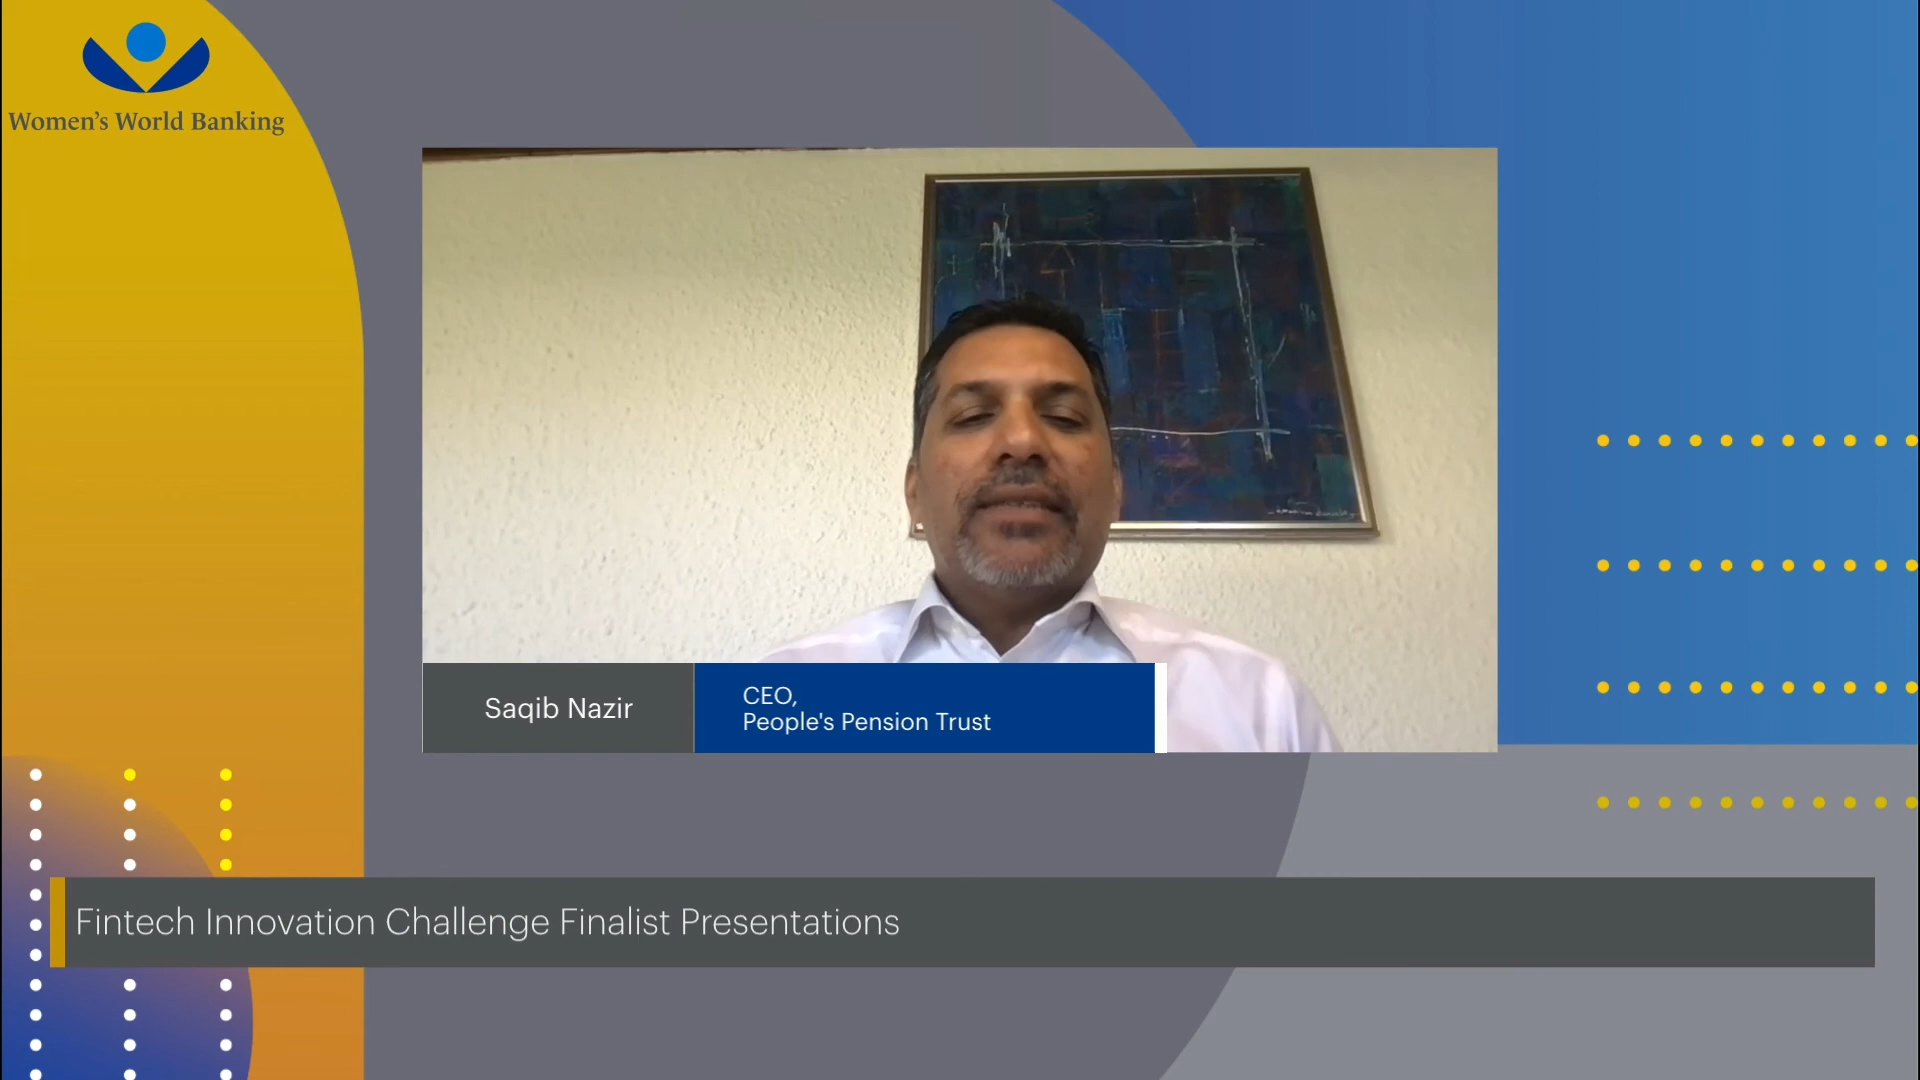 Women's World Banking
Saqib Nazir
CEO,
People's Pension Trust
Fintech Innovation Challenge Finalist Presentations